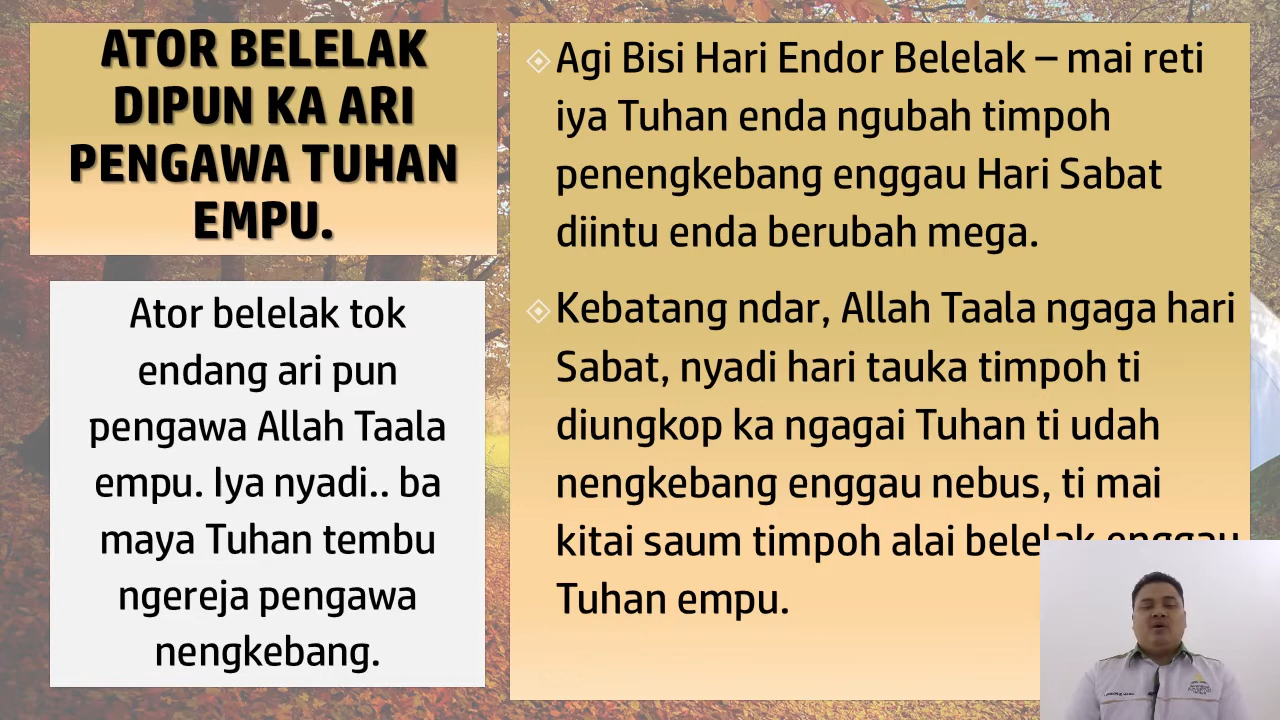 ATOR BELELAK
DIPUN KA ARI
PENGAWA TUHAN
EMPU.
Ator belelak tok
endang ari pun
pengawa Allah Taala
empu. Iya nyadi.. ba
maya Tuhan tembu
ngereja pengawa
nengkebang.
Agi Bisi Hari Endor Belelak – mai reti
iya Tuhan enda ngubah timpoh
penengkebang enggau Hari Sabat
diintu enda berubah mega.
Kebatang ndar, Allah Taala ngaga hari
Sabat, nyadi hari tauka timpoh ti
diungkop ka ngagai Tuhan ti udah
nengkebang enggau nebus, ti mai
kitai saum timpoh alai belelak enggau
Tuhan empu.